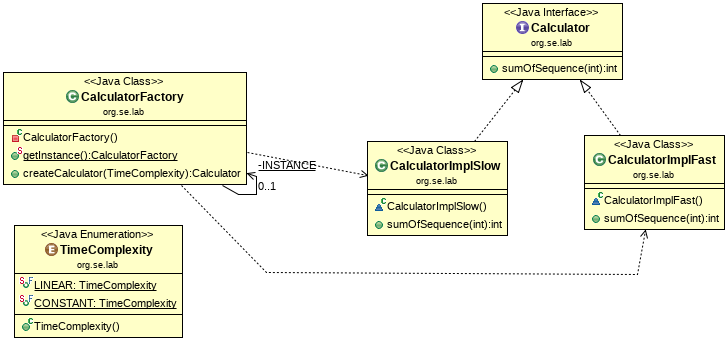 <<Java Interface>>
I Calculator
org.se.lab
sumOfSequence(int):int
<<Java Class>>
C CalculatorFactory
org.se.lab
C CalculatorFactory()
S getInstance():CalculatorFactory
createCalculator(TimeComplexity):Calculator
-INSTANCE
0..1
<<Java Class>>
C CalculatorImplSlow
org.se.lab
C CalculatorImplSlow()
sumOfSequence(int):int
<<Java Class>>
C CalculatorImplFast
org.se.lab
C CalculatorImplFast()
sumOfSequence(int):int
<<Java Enumeration>>
E TimeComplexity
org.se.lab
S F LINEAR: TimeComplexity
S F CONSTANT: TimeComplexity
C TimeComplexity()